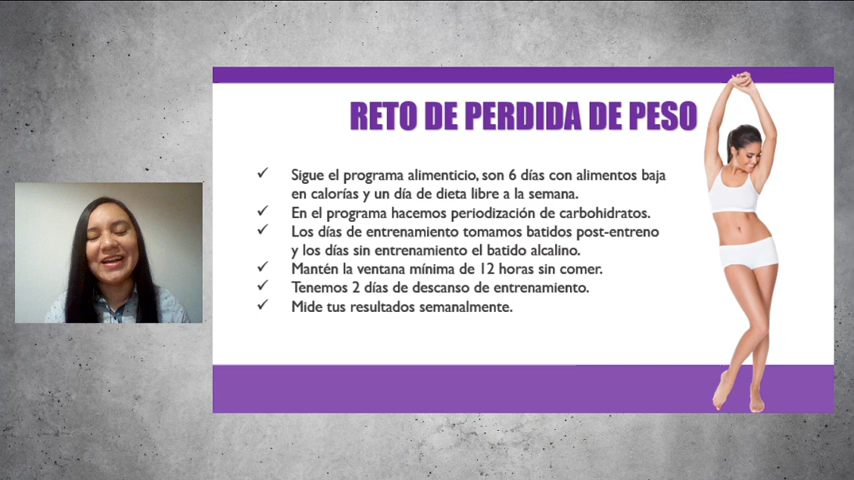 RETO DE PERDIDA DE PESO
✓ Sigue el programa alimenticio, son 6 días con alimentos baja
en calorías y un día de dieta libre a la semana.
✓ En el programa hacemos periodización de carbohidratos.
✓ Los días de entrenamiento tomamos batidos post-entreno
y los días sin entrenamiento el batido alcalino.
✓ Mantén la ventana mínima de 12 horas sin comer.
✓ Tenemos 2 días de descanso de entrenamiento.
✓ Mide tus resultados semanalmente.